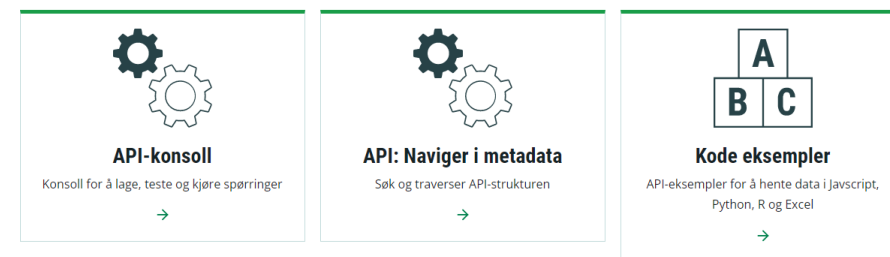 API-konsoll
Konsoll for å lage, teste og kjøre spørringer
API: Naviger i metadata
Søk og traverser API-strukturen
A
B C
Kode eksempler
API-eksempler for å hente data i Javscript,
Python, R og Excel